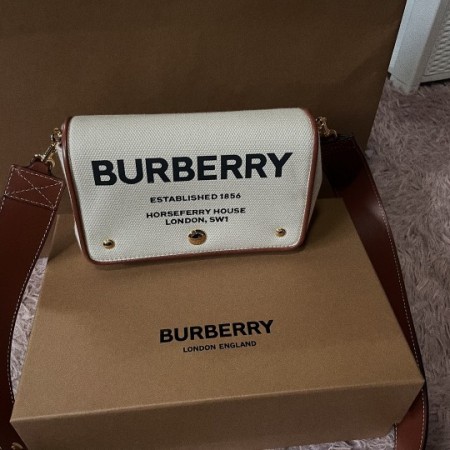 BURBERRY
ESTABLISHED 1856
HORSEFERRY HOUSE
LONDON, SW1
BURBERRY
LONDON ENGLAND